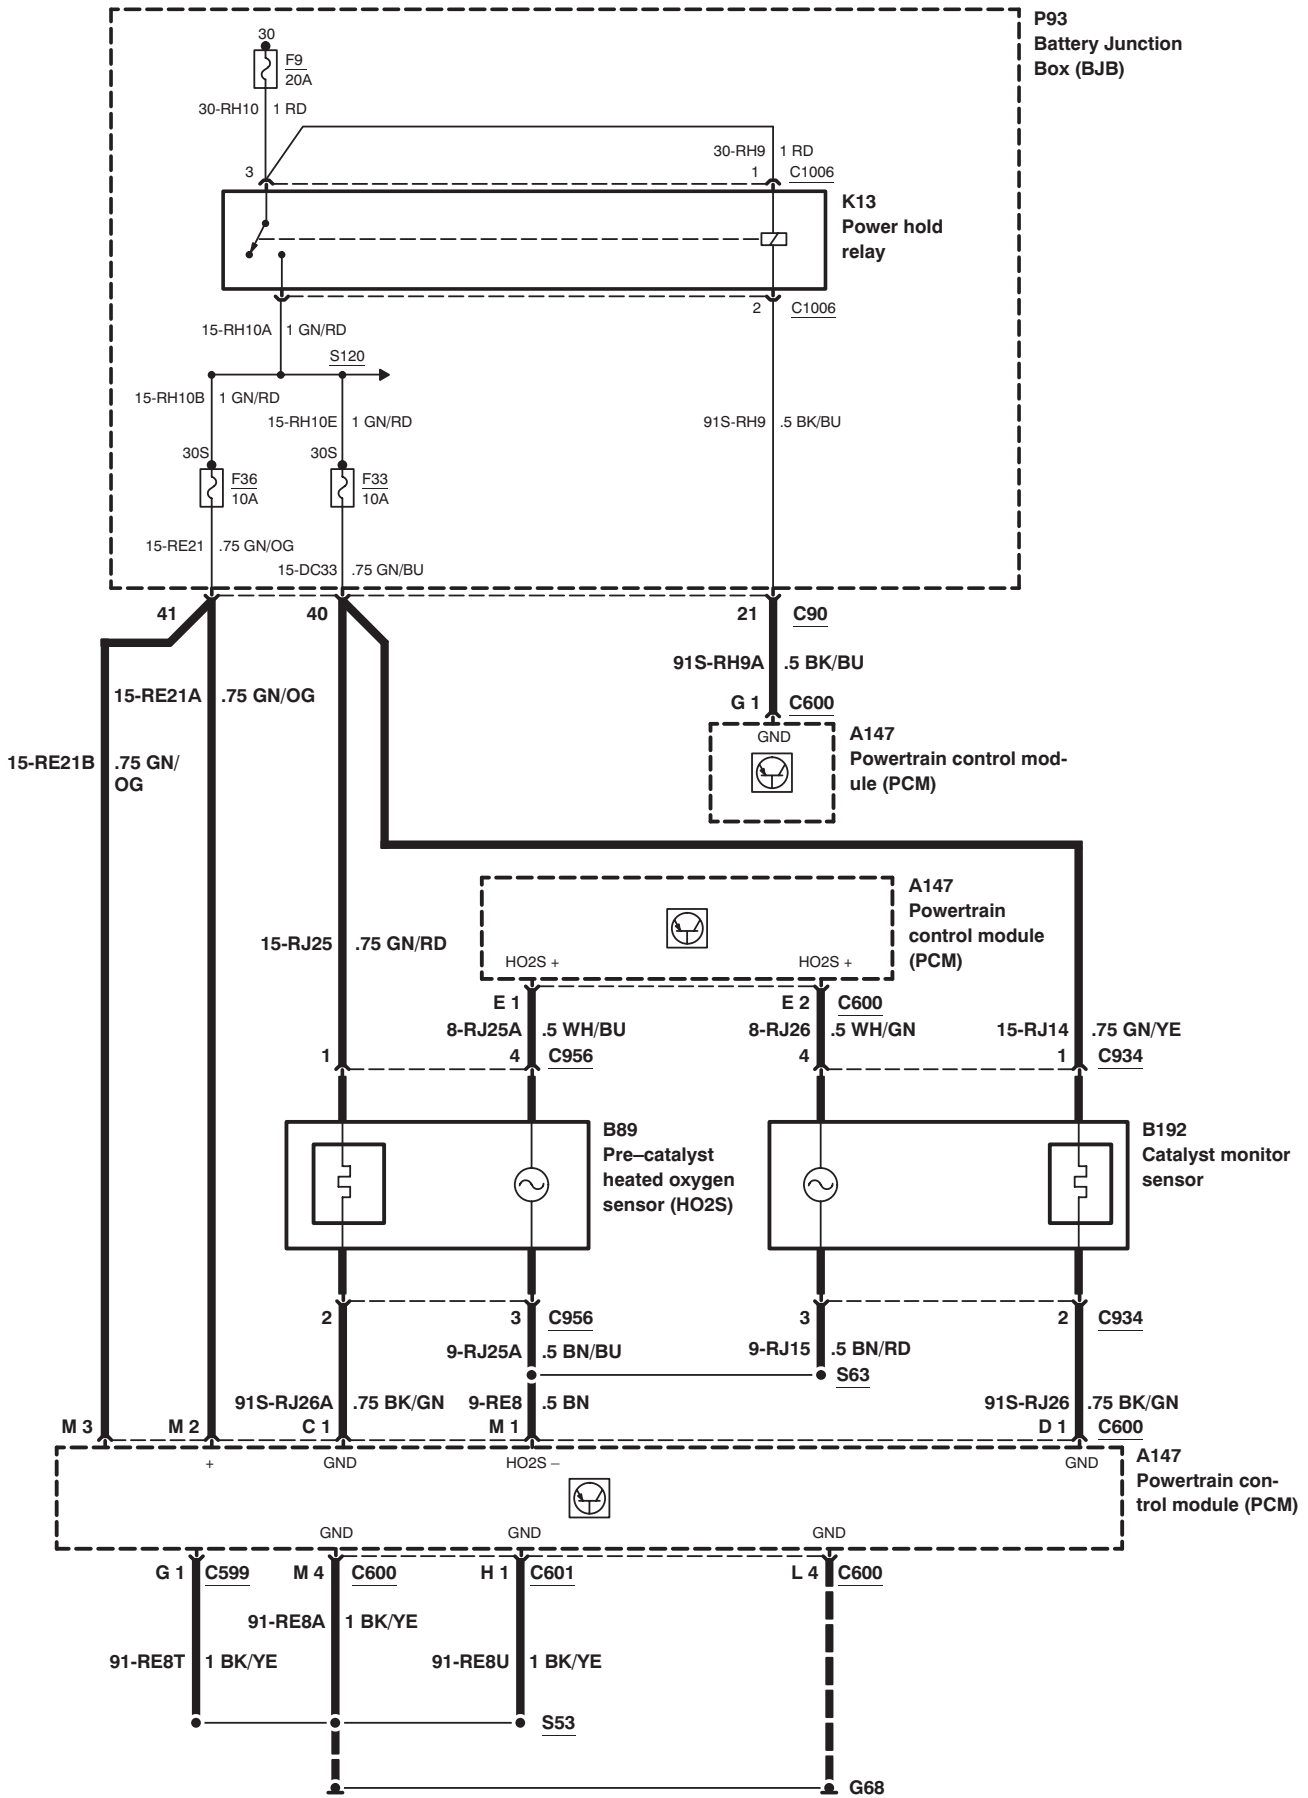 P93
Battery Junction
Box (BJB)
30
F9
20A
30-RH10 1 RD
30-RH9 1 RD
3
1 C1006
K13
Power hold
relay
2 C1006
15-RH10A 1 GN/RD
S120
15-RH10B 1 GN/RD
15-RH10E 1 GN/RD
91S-RH9 .5 BK/BU
30S
30S
F36
10A
F33
10A
15-RE21 .75 GN/OG
15-DC33 .75 GN/BU
41
40
21 C90
91S-RH9A .5 BK/BU
15-RE21A .75 GN/OG
G 1 C600
GND
A147
Powertrain control mod-
ule (PCM)
15-RE21B .75 GN/
OG
A147
Powertrain
control module
(PCM)
15-RJ25 .75 GN/RD
HO2S +
HO2S +
E 1
E 2 C600
8-RJ25A .5 WH/BU
8-RJ26 .5 WH/GN
15-RJ14 .75 GN/YE
1
4 C956
4
1 C934
B89
Pre–catalyst
heated oxygen
sensor (HO2S)
B192
Catalyst monitor
sensor
2
3 C956
3
2 C934
9-RJ25A .5 BN/BU
9-RJ15 .5 BN/RD
S63
91S-RJ26A .75 BK/GN
9-RE8 .5 BN
91S-RJ26 .75 BK/GN
M 3
M 2
C 1
M 1
D 1 C600
+
GND
HO2S –
GND
A147
Powertrain con-
trol module (PCM)
GND
GND
GND
G 1 C599
M 4 C600
H 1 C601
L 4 C600
91-RE8A 1 BK/YE
91-RE8T 1 BK/YE
91-RE8U 1 BK/YE
S53
G68